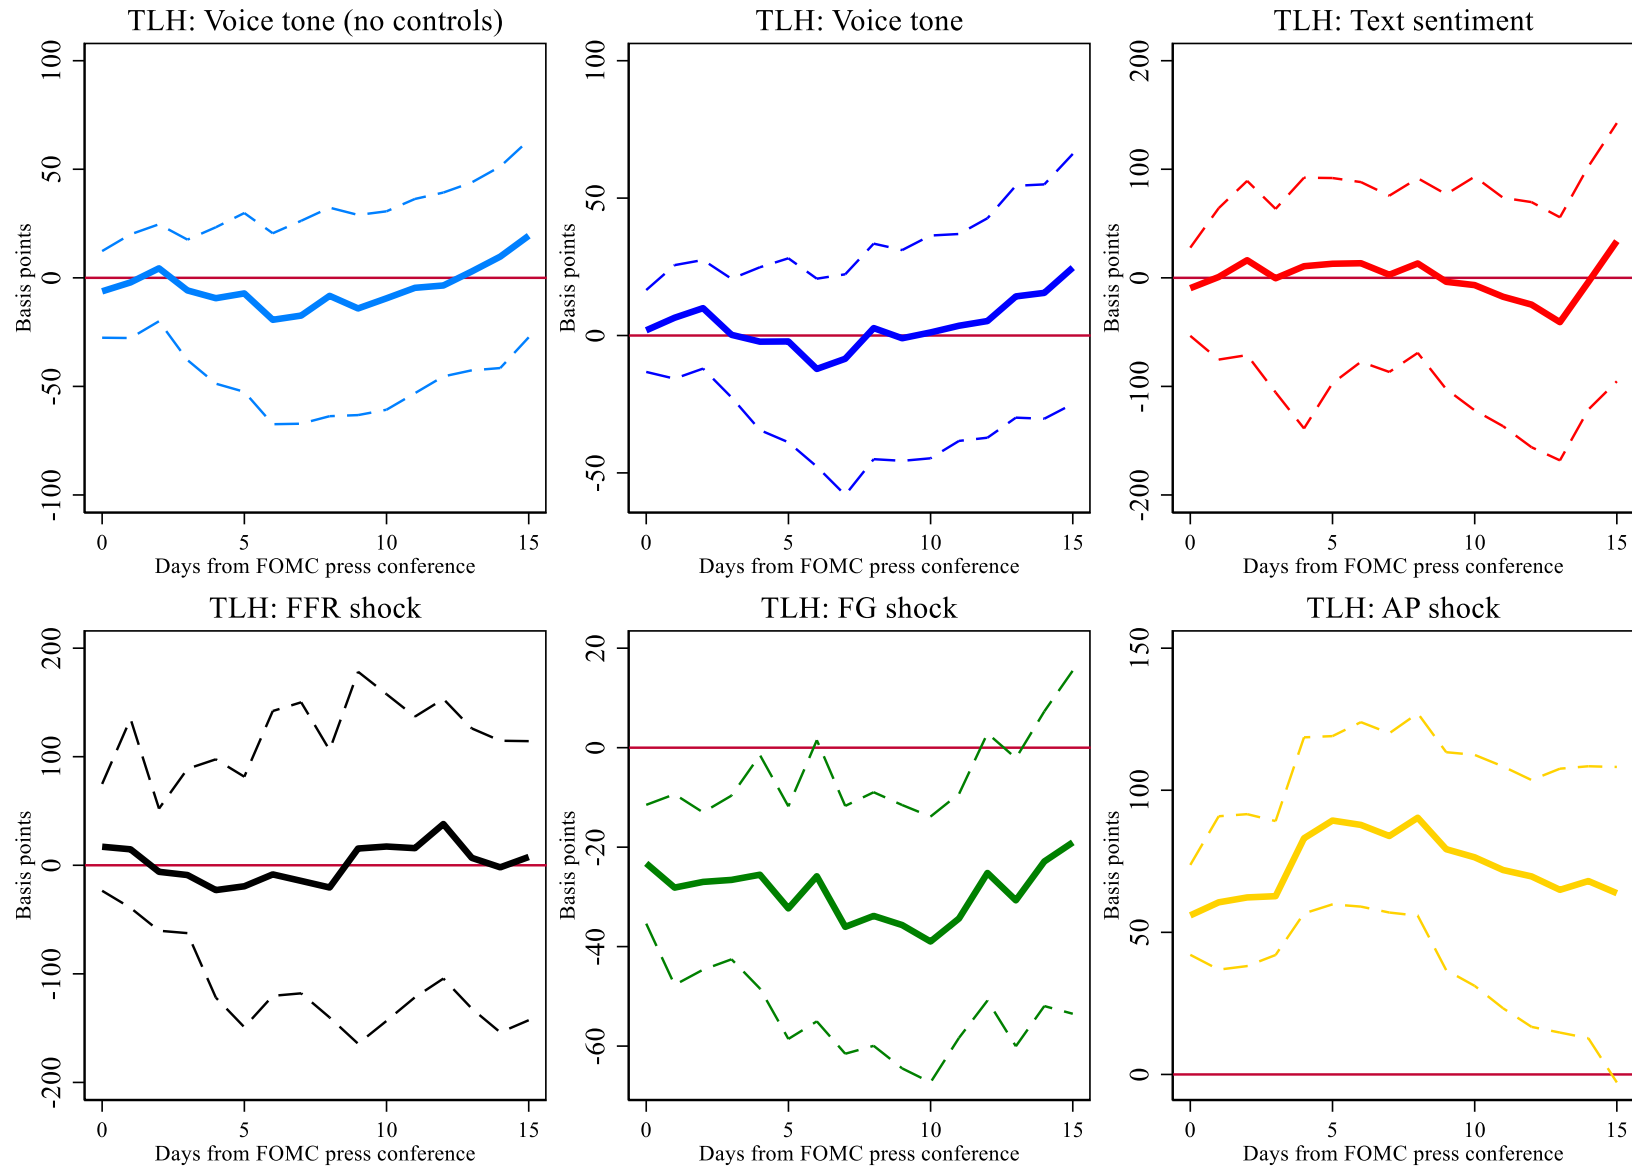 TLH: Voice tone (no controls)
Basis points
100
50
0
-50
-100
0 5 10 15
Days from FOMC press conference
TLH: Voice tone
Basis points
100
50
0
-50
0 5 10 15
Days from FOMC press conference
TLH: Text sentiment
Basis points
200
100
0
-100
-200
0 5 10 15
Days from FOMC press conference
TLH: FFR shock
Basis points
200
100
0
-100
-200
0 5 10 15
Days from FOMC press conference
TLH: FG shock
Basis points
20
0
-20
-40
-60
0 5 10 15
Days from FOMC press conference
TLH: AP shock
Basis points
150
100
50
0
0 5 10 15
Days from FOMC press conference